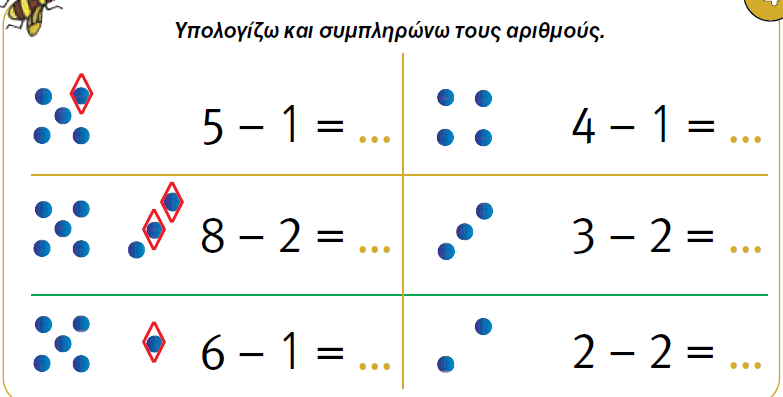 Υπολογίζω και συμπληρώνω τους αριθμούς.
5 – 1 = ...
4 – 1 = ...
8 – 2 = ...
3 – 2 = ...
6 – 1 = ...
2 – 2 = ...